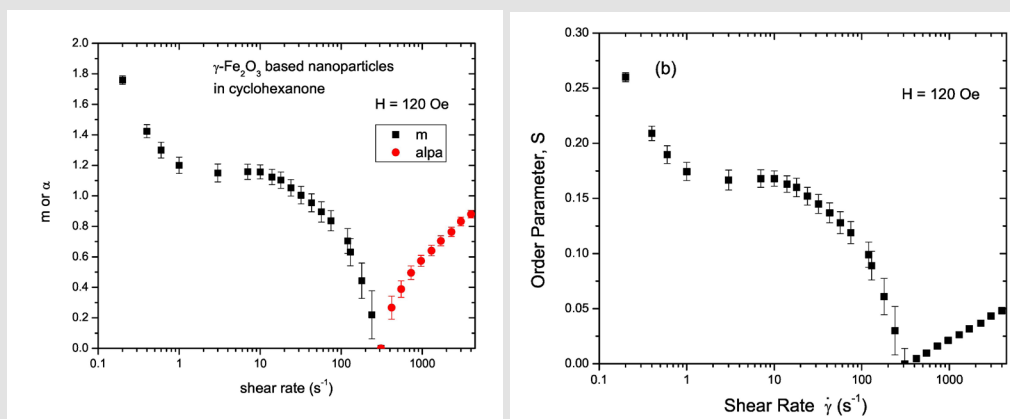 2.0
1.8
1.6
1.4
1.2
1.0
0.8
0.6
0.4
0.2
0.0
m or α
γ-Fe₂O₃ based nanoparticles
in cyclohexanone
H = 120 Oe
m
alpa
0.1 1 10 100 1000
shear rate (s⁻¹)
0.30
0.25
0.20
0.15
0.10
0.05
0.00
Order Parameter, S
(b)
H = 120 Oe
0.1 1 10 100 1000
Shear Rate γ̇ (s⁻¹)